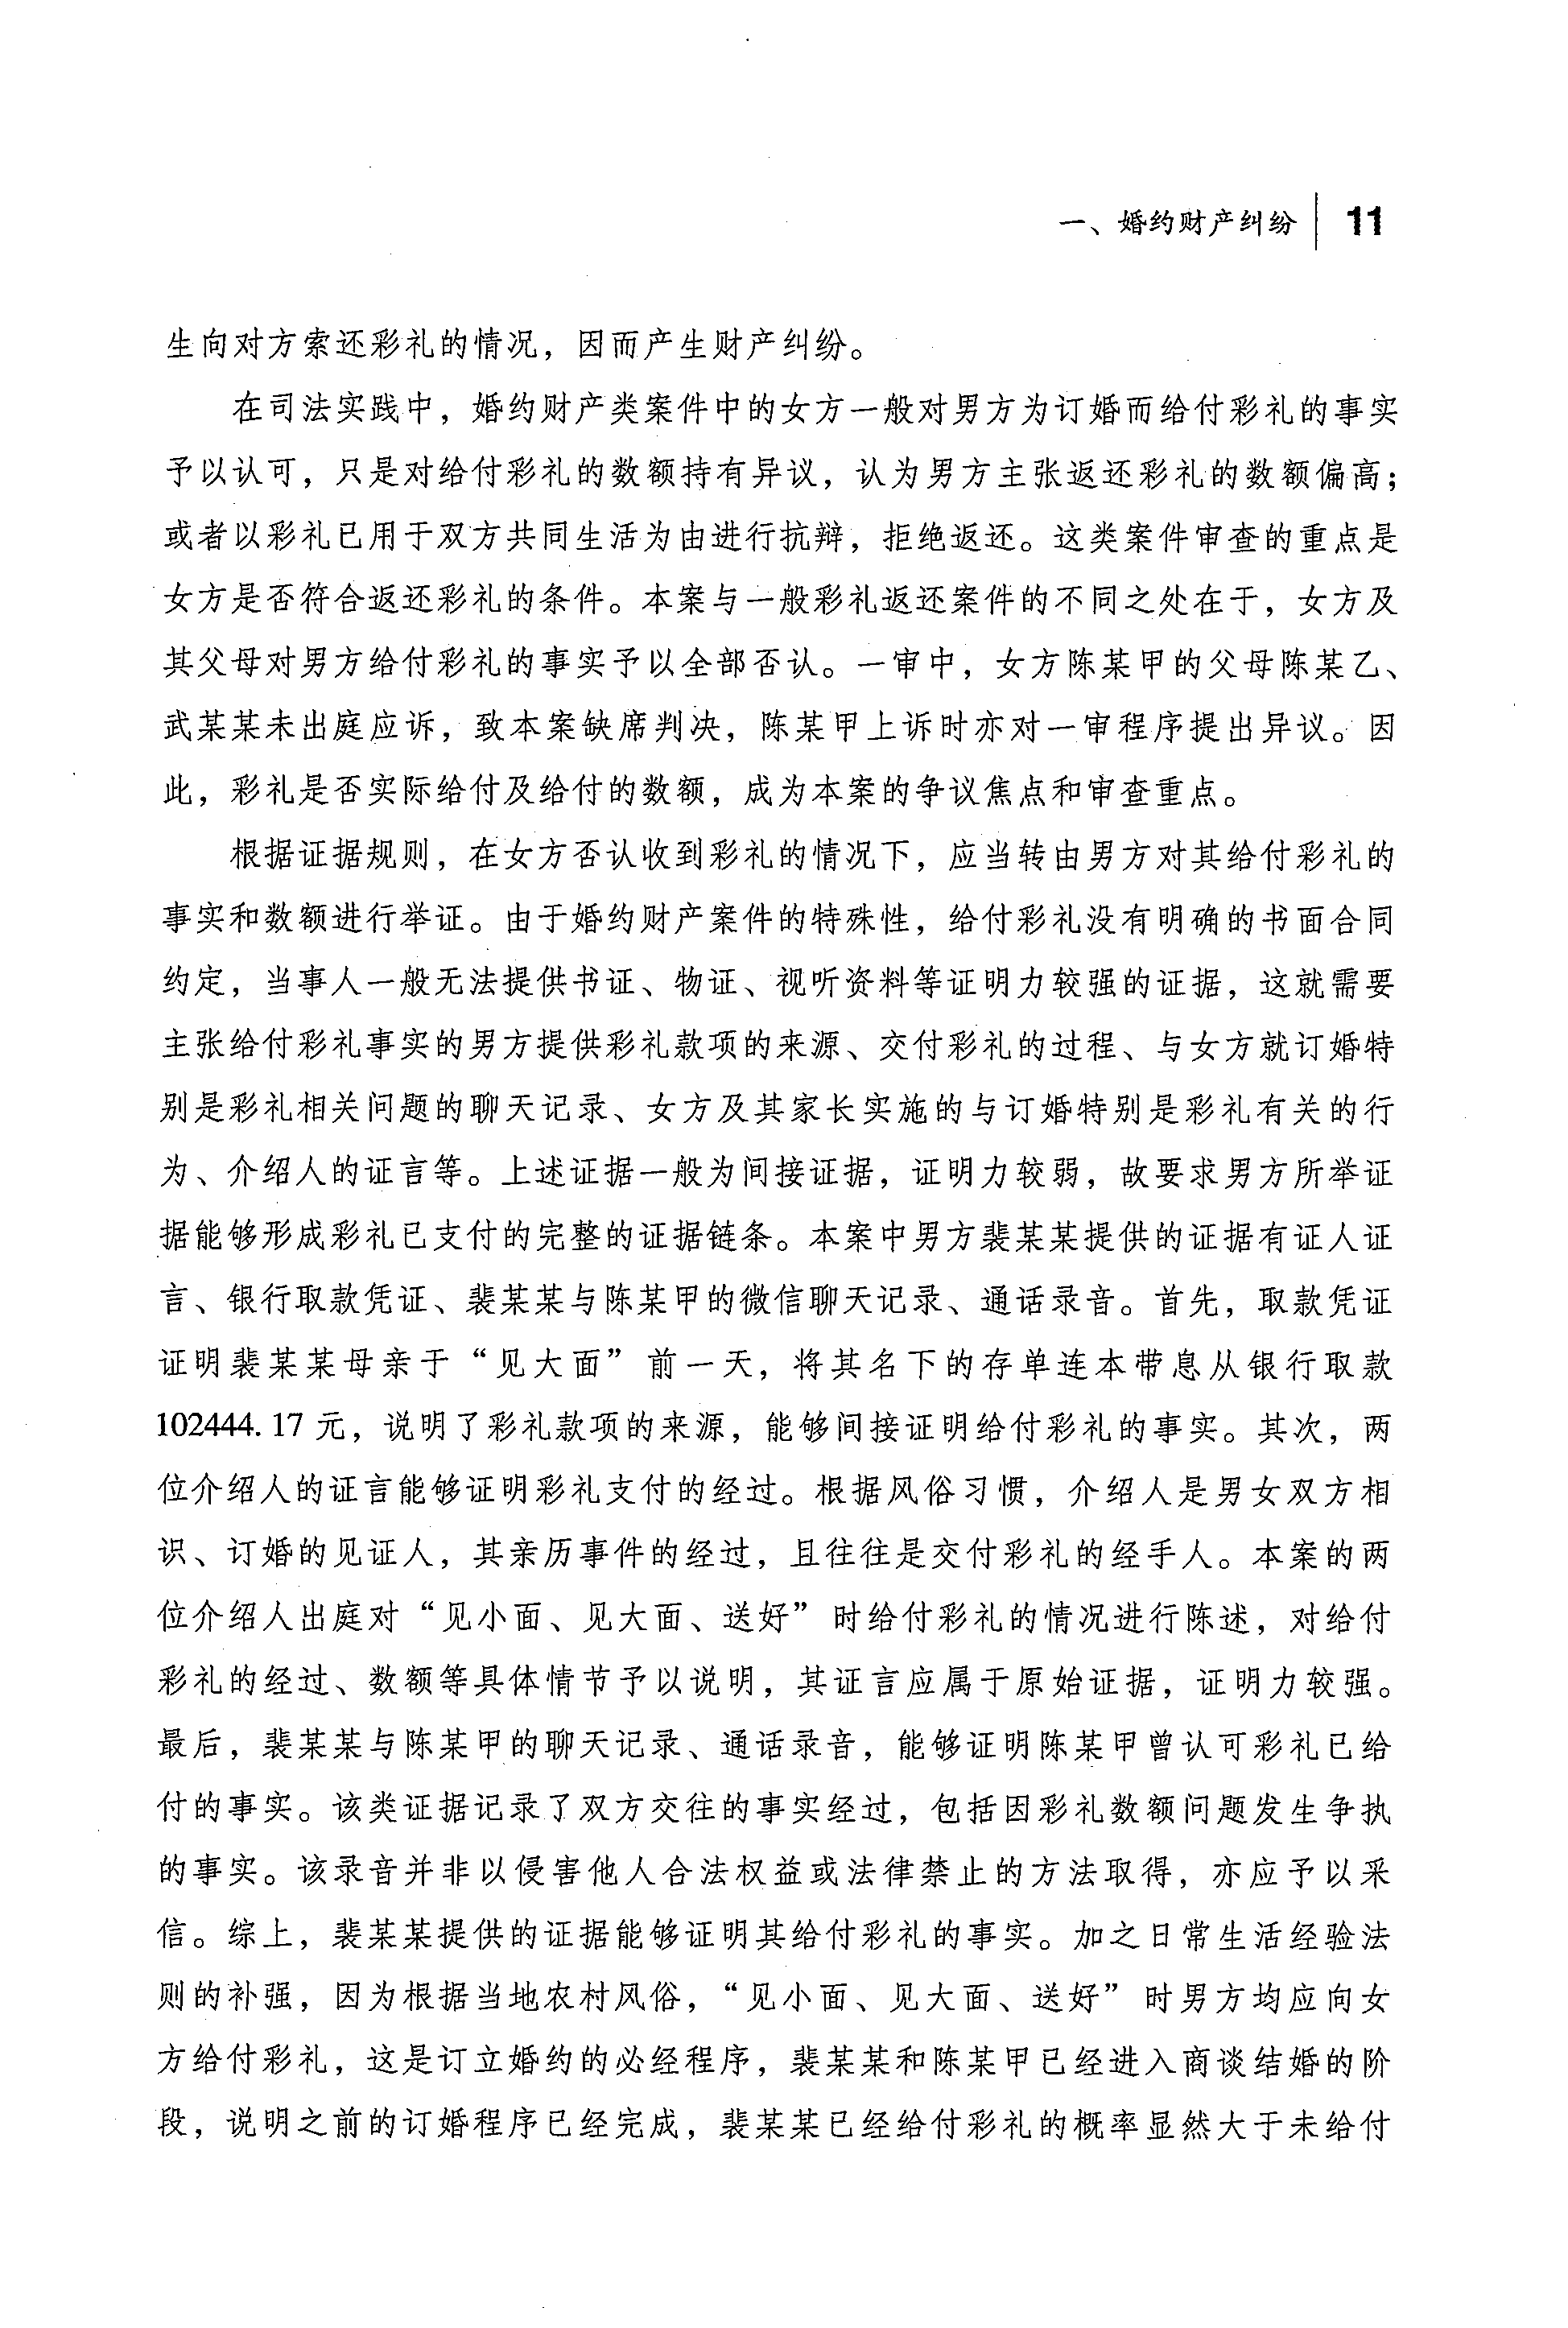 一、婚约财产纠纷 11
生向对方索还彩礼的情况，因而产生财产纠纷。
在司法实践中，婚约财产类案件中的女方一般对男方为订婚而给付彩礼的事实
予以认可，只是对给付彩礼的数额持有异议，认为男方主张返还彩礼的数额偏高；
或者以彩礼已用于双方共同生活为由进行抗辩，拒绝返还。这类案件审查的重点是
女方是否符合返还彩礼的条件。本案与一般彩礼返还案件的不同之处在于，女方及
其父母对男方给付彩礼的事实予以全部否认。一审中，女方陈某甲的父母陈某乙、
武某某未出庭应诉，致本案缺席判决，陈某甲上诉时亦对一审程序提出异议。因
此，彩礼是否实际给付及给付的数额，成为本案的争议焦点和审查重点。
根据证据规则，在女方否认收到彩礼的情况下，应当转由男方对其给付彩礼的
事实和数额进行举证。由于婚约财产案件的特殊性，给付彩礼没有明确的书面合同
约定，当事人一般无法提供书证、物证、视听资料等证明力较强的证据，这就需要
主张给付彩礼事实的男方提供彩礼款项的来源、交付彩礼的过程、与女方就订婚特
别是彩礼相关问题的聊天记录、女方及其家长实施的与订婚特别是彩礼有关的行
为、介绍人的证言等。上述证据一般为间接证据，证明力较弱，故要求男方所举证
据能够形成彩礼已支付的完整的证据链条。本案中男方裴某某提供的证据有证人证
言、银行取款凭证、裴某某与陈某甲的微信聊天记录、通话录音。首先，取款凭证
证明裴某某母亲于“见大面”前一天，将其名下的存单连本带息从银行取款
102444.17元，说明了彩礼款项的来源，能够间接证明给付彩礼的事实。其次，两
位介绍人的证言能够证明彩礼支付的经过。根据风俗习惯，介绍人是男女双方相
识、订婚的见证人，其亲历事件的经过，且往往是交付彩礼的经手人。本案的两
位介绍人出庭对“见小面、见大面、送好”时给付彩礼的情况进行陈述，对给付
彩礼的经过、数额等具体情节予以说明，其证言应属于原始证据，证明力较强。
最后，裴某某与陈某甲的聊天记录、通话录音，能够证明陈某甲曾认可彩礼已给
付的事实。该类证据记录了双方交往的事实经过，包括因彩礼数额问题发生争执
的事实。该录音并非以侵害他人合法权益或法律禁止的方法取得，亦应予以采
信。综上，裴某某提供的证据能够证明其给付彩礼的事实。加之日常生活经验法
则的补强，因为根据当地农村风俗，“见小面、见大面、送好”时男方均应向女
方给付彩礼，这是订立婚约的必经程序，裴某某和陈某甲已经进入商谈结婚的阶
段，说明之前的订婚程序已经完成，裴某某已经给付彩礼的概率显然大于未给付